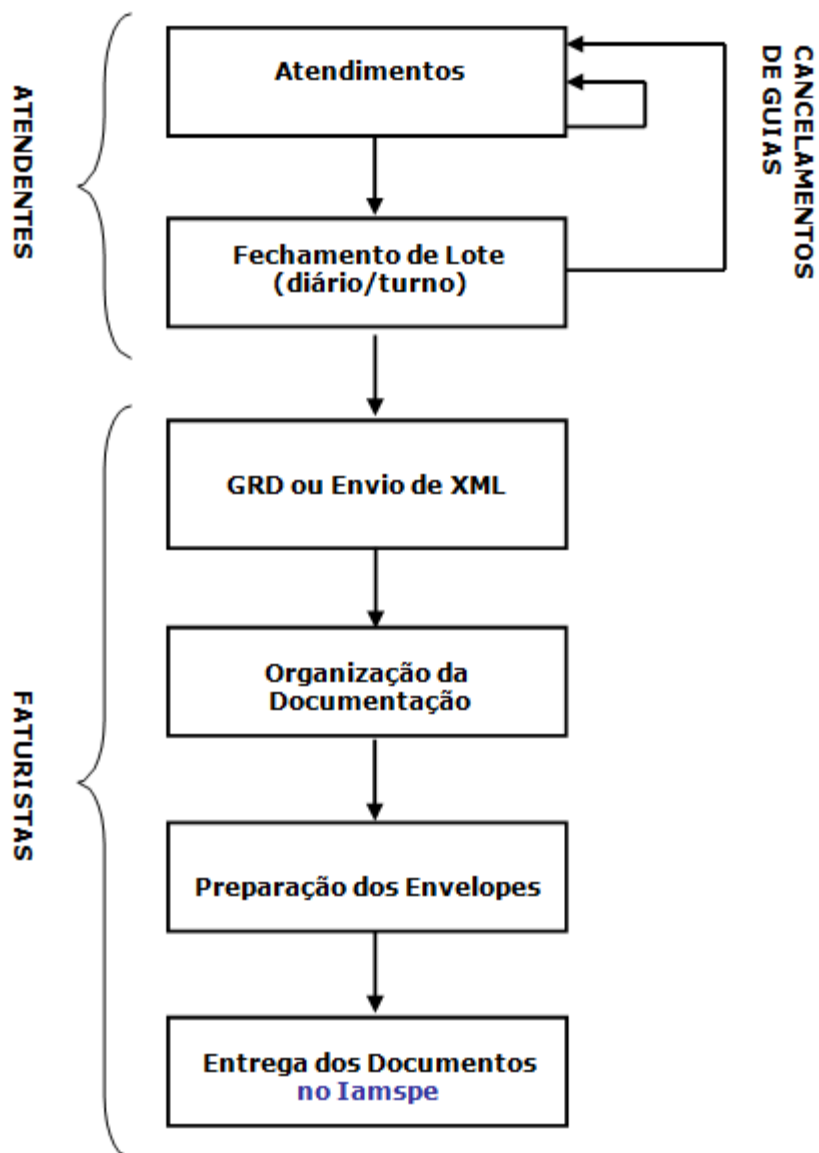 ATENDENTES
Atendimentos
CANCELAMENTOS
DE GUIAS
Fechamento de Lote
(diário/turno)
FATURISTAS
GRD ou Envio de XML
Organização da
Documentação
Preparação dos Envelopes
Entrega dos Documentos
no Iamspe